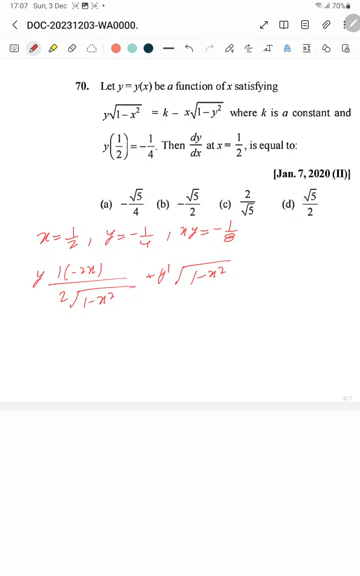 17:07 Sun, 3 Dec
70%
DOC-20231203-WA0000.
70. Let y = y(x) be a function of x satisfying
y√(1−x²) = k − x√(1−y²) where k is a constant and
y(1/2) = −1/4. Then dy/dx at x = 1/2, is equal to:
[Jan. 7, 2020 (II)]
(a) −√5/4 (b) −√5/2 (c) 2/√5 (d) √5/2
x = 1/2, y = −1/4, xy = −1/8
y 1(−2x)/(2√(1−x²)) + y' √(1−x²)
6/7